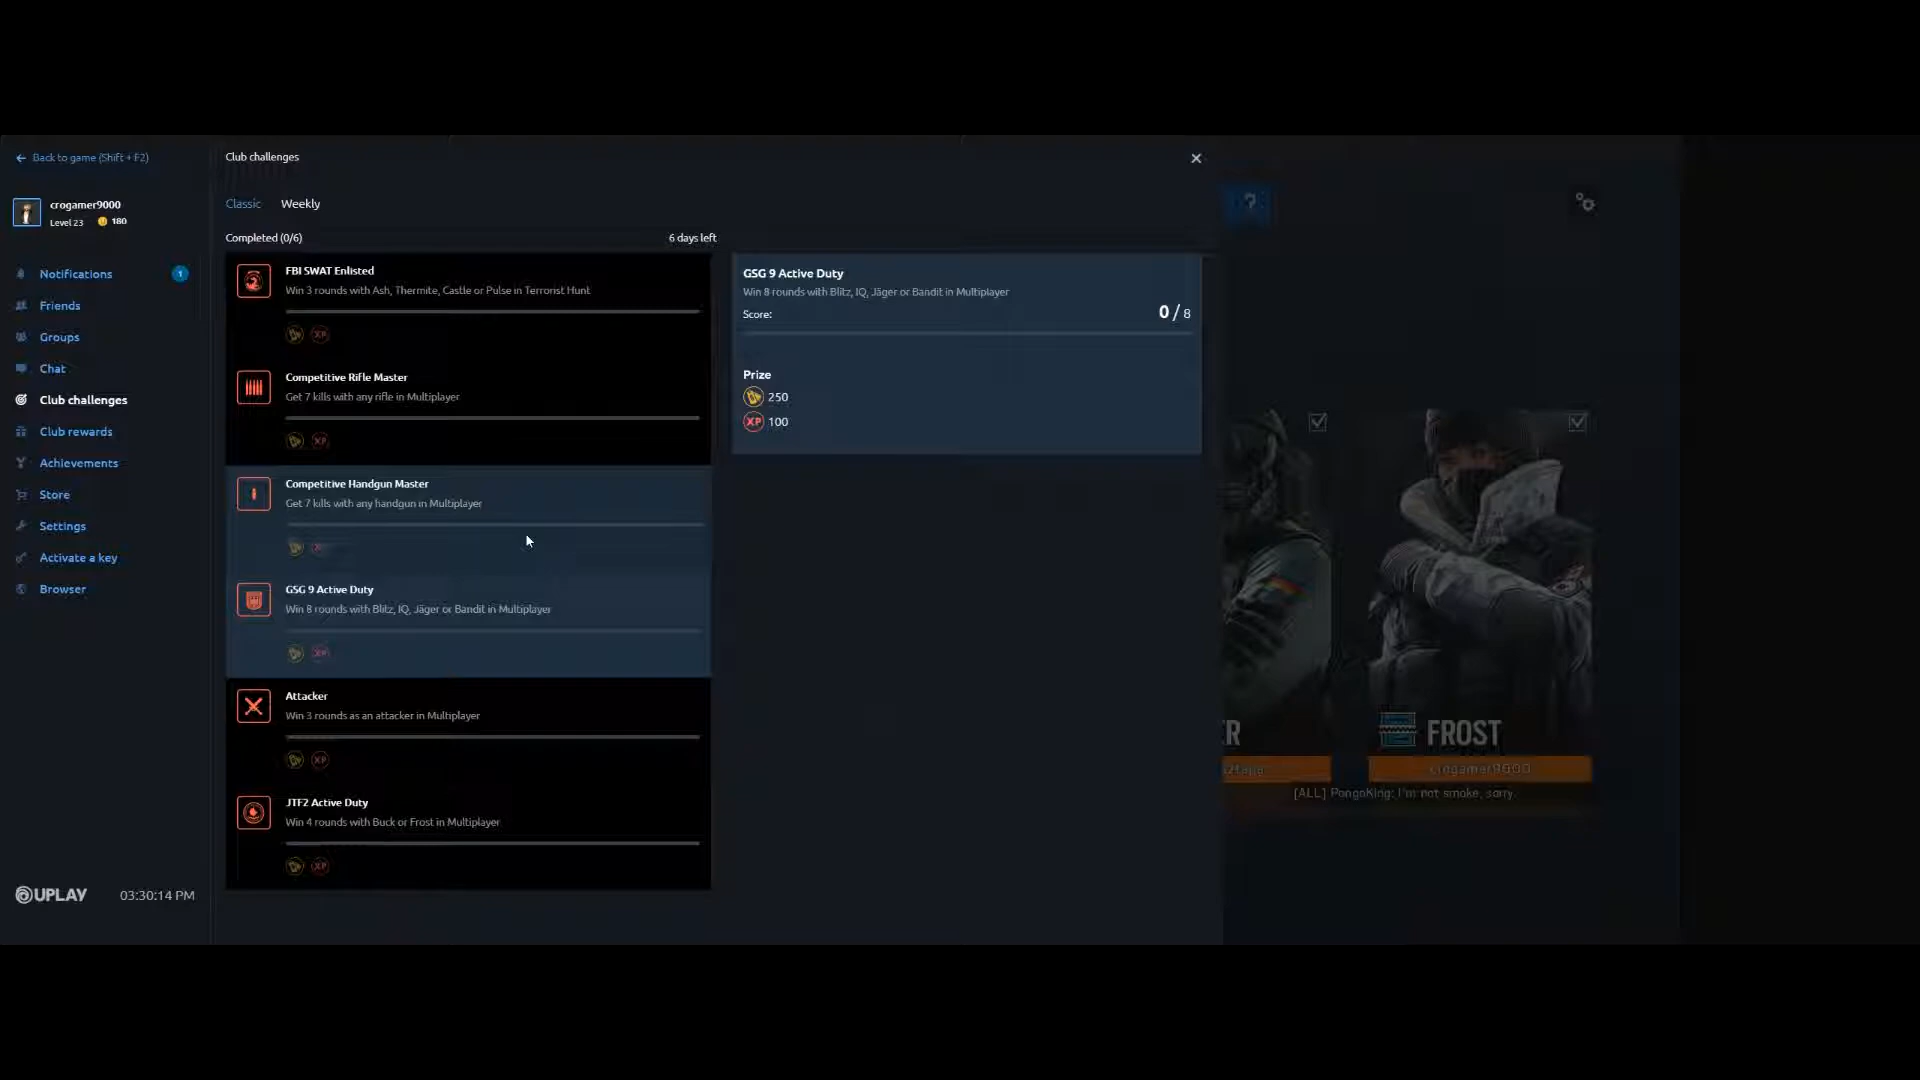 Back to game (Shift + F2)
crogamer9000
Level 23
180
Notifications
1
Friends
Groups
Chat
Club challenges
Club rewards
Achievements
Store
Settings
Activate a key
Browser
UPLAY
03:30:14 PM
Club challenges
Classic
Weekly
Completed (0/6)
6 days left
FBI SWAT Enlisted
Win 3 rounds with Ash, Thermite, Castle or Pulse in Terrorist Hunt
XP
Competitive Rifle Master
Get 7 kills with any rifle in Multiplayer
XP
Competitive Handgun Master
Get 7 kills with any handgun in Multiplayer
GSG 9 Active Duty
Win 8 rounds with Blitz, IQ, Jäger or Bandit in Multiplayer
XP
Attacker
Win 3 rounds as an attacker in Multiplayer
XP
JTF2 Active Duty
Win 4 rounds with Buck or Frost in Multiplayer
XP
GSG 9 Active Duty
Win 8 rounds with Blitz, IQ, Jäger or Bandit in Multiplayer
Score:
0 / 8
Prize
250
XP 100
?
FROST
crogamer9000
[ALL] PongoKing: I'm not smoke, sorry.